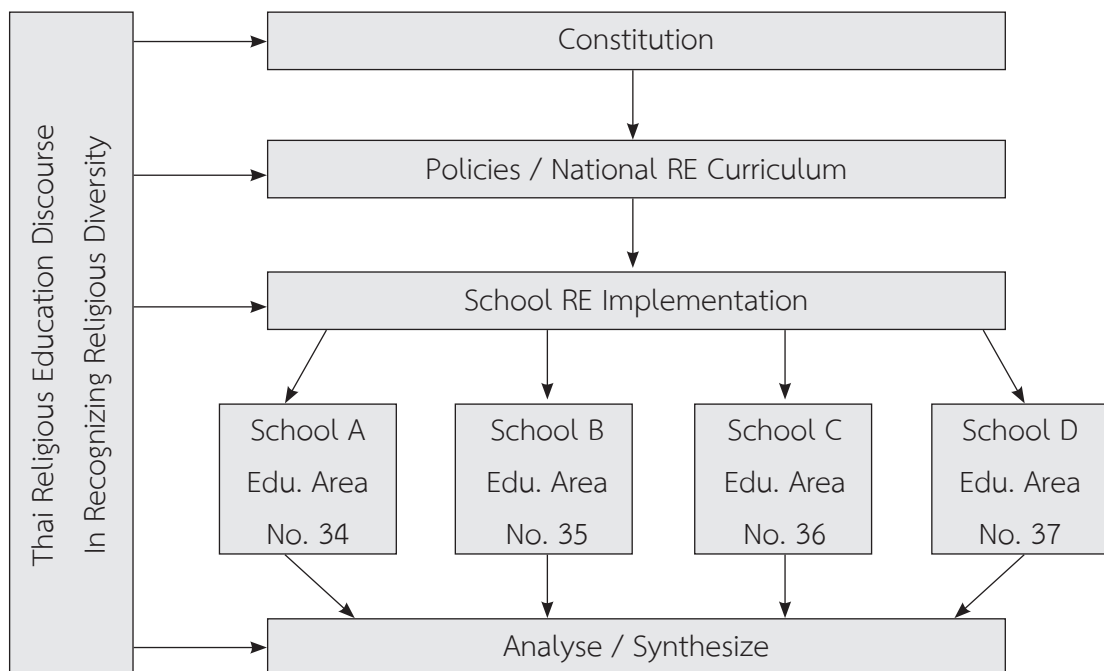 Thai Religious Education Discourse
In Recognizing Religious Diversity
Constitution
Policies / National RE Curriculum
School RE Implementation
School A
Edu. Area
No. 34
School B
Edu. Area
No. 35
School C
Edu. Area
No. 36
School D
Edu. Area
No. 37
Analyse / Synthesize